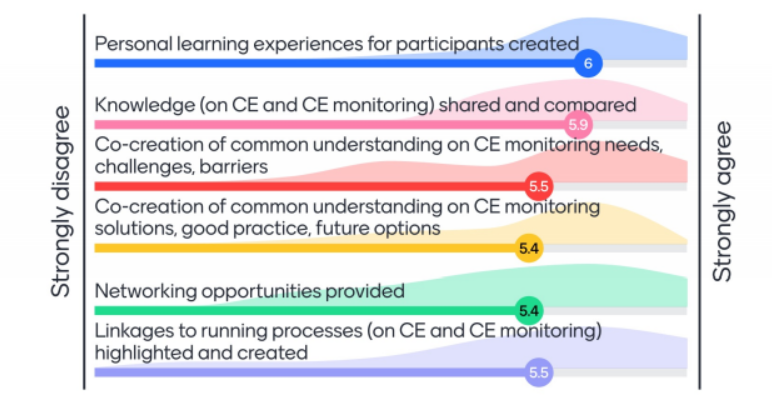 Strongly disagree
Personal learning experiences for participants created
6
Knowledge (on CE and CE monitoring) shared and compared
5.9
Co-creation of common understanding on CE monitoring needs,
challenges, barriers
5.5
Co-creation of common understanding on CE monitoring
solutions, good practice, future options
5.4
Networking opportunities provided
5.4
Linkages to running processes (on CE and CE monitoring)
highlighted and created
5.5
Strongly agree